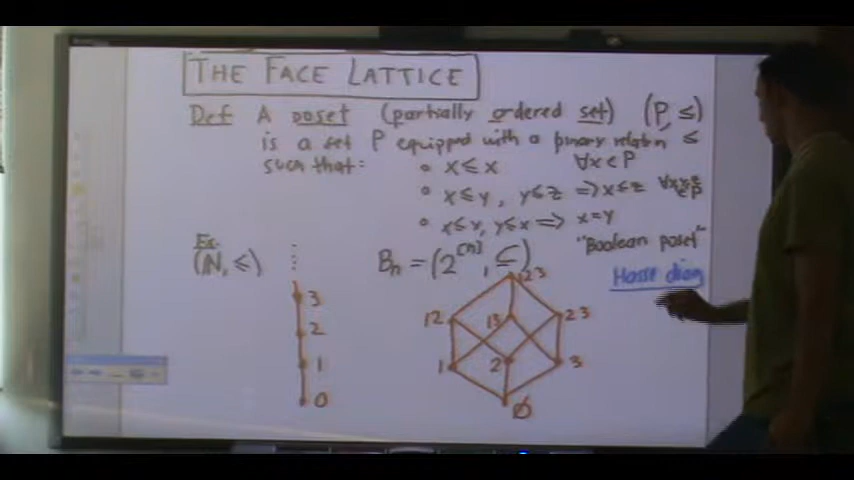 THE FACE LATTICE
Def A poset (partially ordered set) (P, ≤)
is a set P equipped with a binary relation ≤
such that: • x ≤ x ∀x∈P
• x ≤ y, y ≤ z ⟹ x ≤ z ∀x,y,z∈P
• x ≤ y, y ≤ x ⟹ x = y
Ex.
(ℕ, ≤)
Bn = (2^[n], ⊆)
"Boolean poset"
Hasse diag
3
2
1
0
123
12 13 23
1 2 3
∅